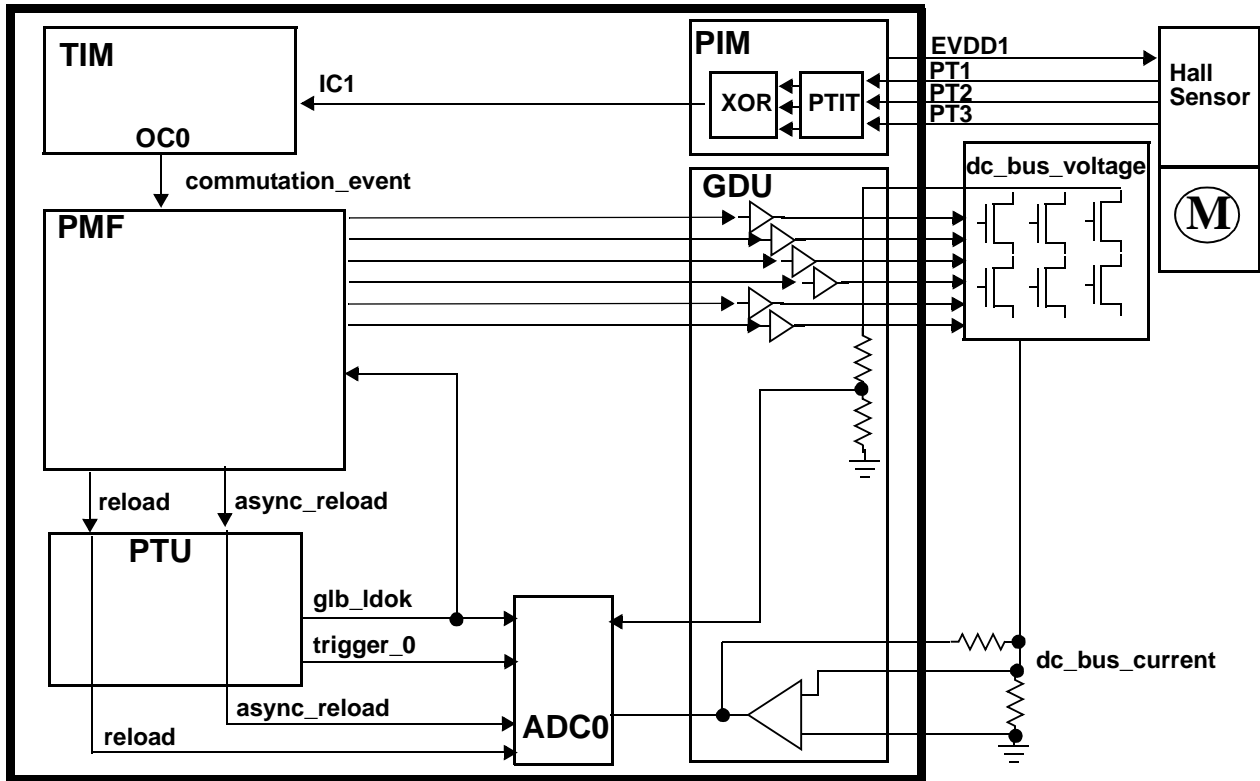 TIM
OC0
IC1
PIM
XOR
PTIT
EVDD1
PT1
PT2
PT3
Hall
Sensor
M
commutation_event
PMF
GDU
dc_bus_voltage
reload
async_reload
PTU
glb_ldok
trigger_0
async_reload
reload
ADC0
dc_bus_current